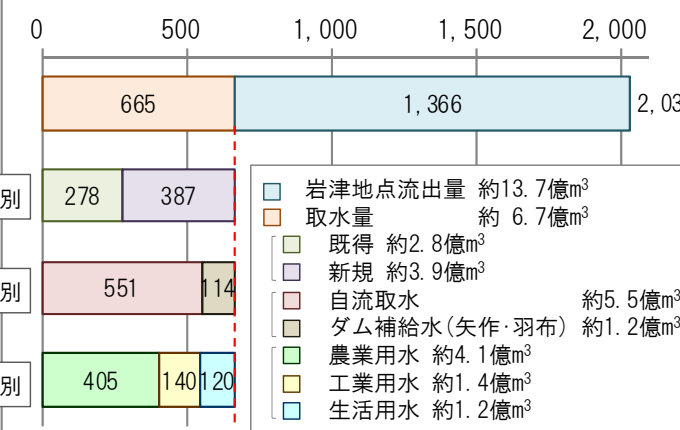 0 500 1,000 1,500 2,000
665 1,366 2,03
別 278 387
別 551 114
別 405 140 120
岩津地点流出量 約13.7億m³
取水量 約 6.7億m³
既得 約2.8億m³
新規 約3.9億m³
自流取水 約5.5億m³
ダム補給水(矢作・羽布) 約1.2億m³
農業用水 約4.1億m³
工業用水 約1.4億m³
生活用水 約1.2億m³